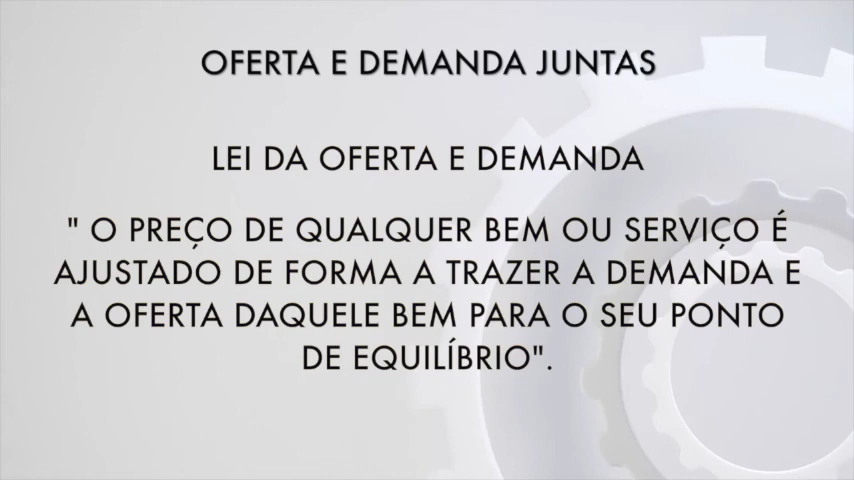 OFERTA E DEMANDA JUNTAS
LEI DA OFERTA E DEMANDA
" O PREÇO DE QUALQUER BEM OU SERVIÇO É
AJUSTADO DE FORMA A TRAZER A DEMANDA E
A OFERTA DAQUELE BEM PARA O SEU PONTO
DE EQUILÍBRIO".